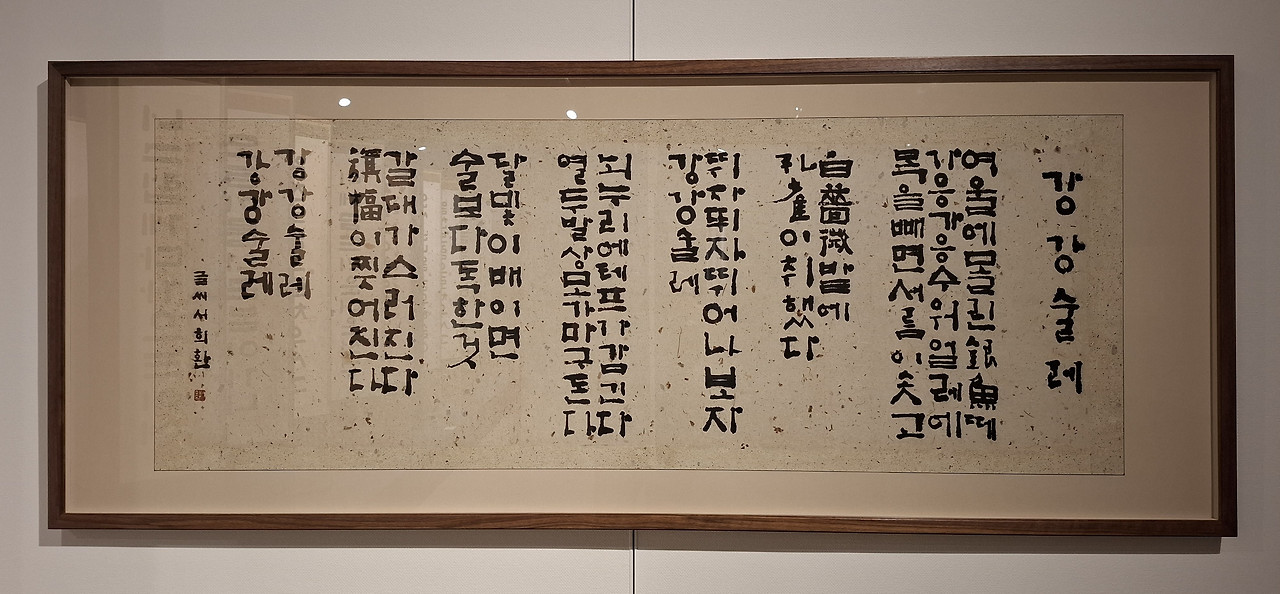 강강술레
여울에몰린銀魚떼
가응가응수워얼레에
목을빼면서름이솟고
白薔薇밭에
孔雀이취했다
뛰자뛰자뛰어나보자
강강술레
뇌누리에테프가감긴다
열두발상모가마구돈다
달빛이배이면
술보다독한것
갈대가스러진다
旗幅이찢어진다
강강술레
강강술레
글씨서희환